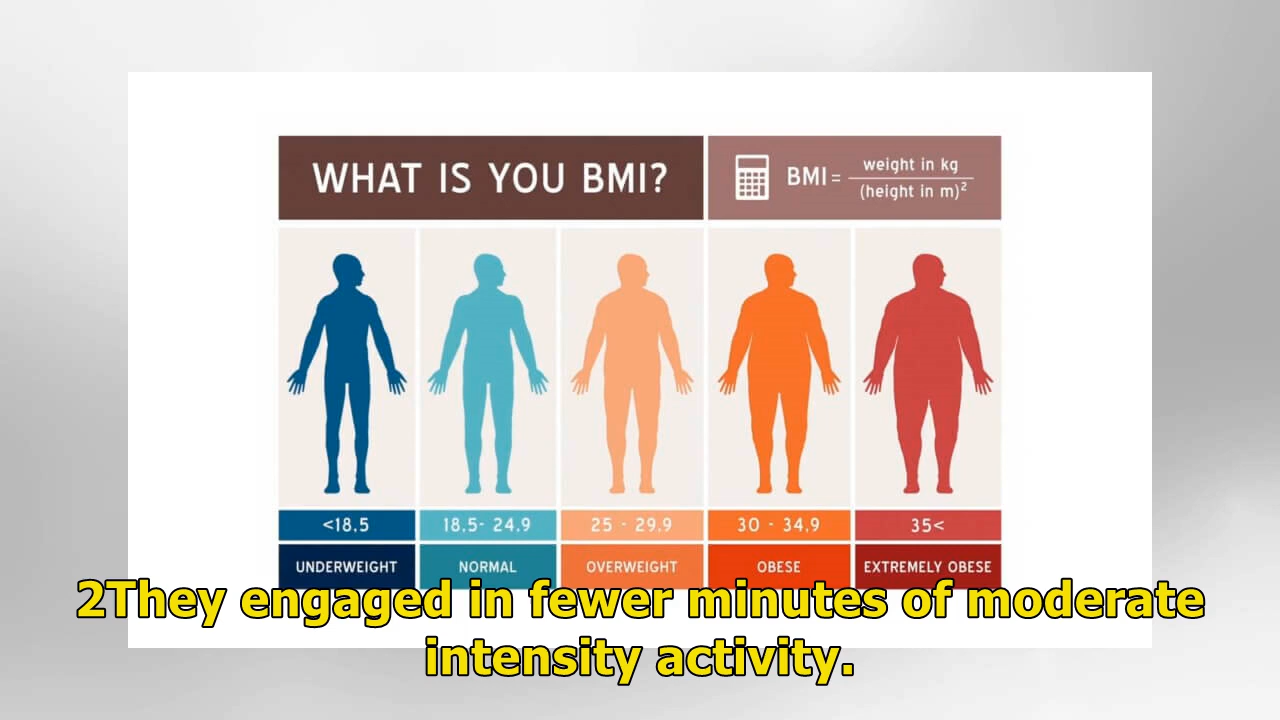 WHAT IS YOU BMI?
BMI = weight in kg
(height in m)²
<18,5
18,5- 24,9
25 - 29,9
30 - 34,9
35<
UNDERWEIGHT
NORMAL
OVERWEIGHT
OBESE
EXTREMELY OBESE
2They engaged in fewer minutes of moderate
intensity activity.